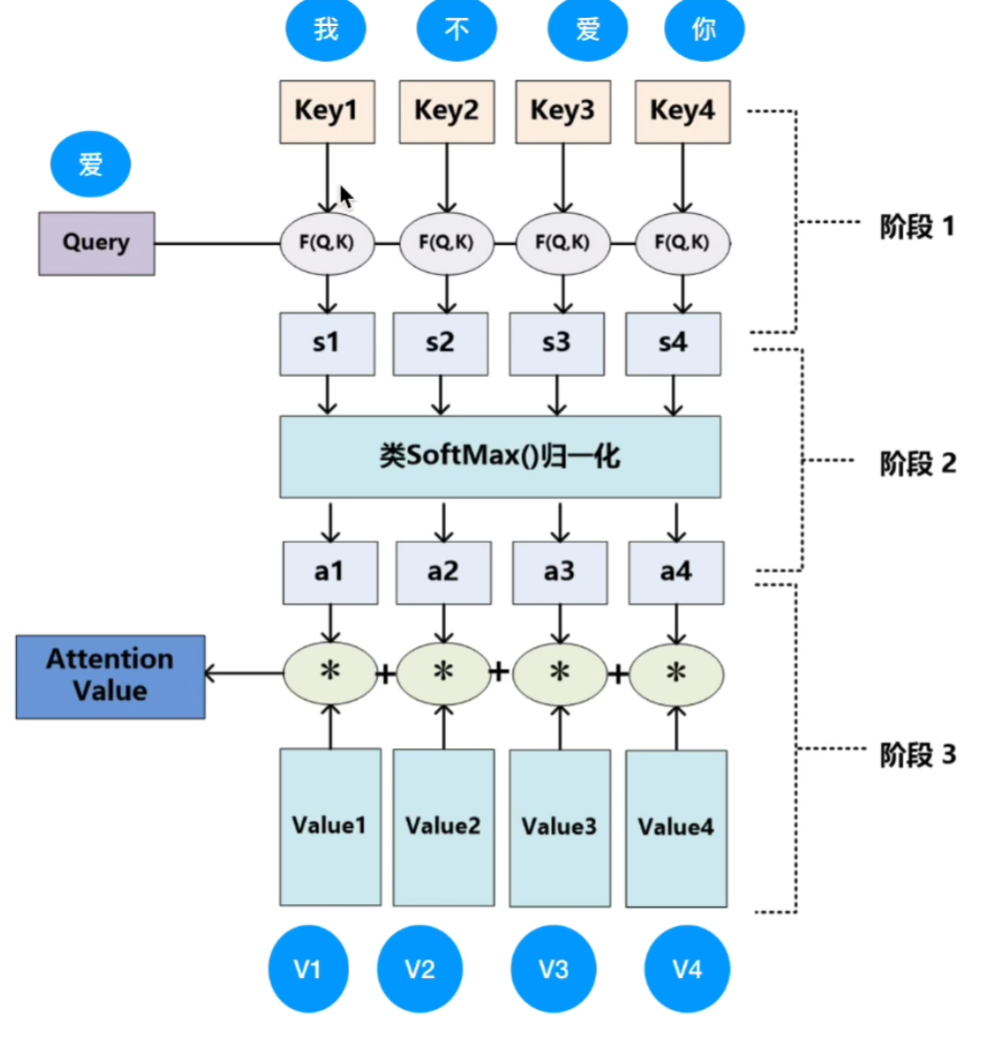 我 不 爱 你
Key1 Key2 Key3 Key4
爱
Query
F(Q,K) F(Q,K) F(Q,K) F(Q,K)
阶段 1
s1 s2 s3 s4
类SoftMax()归一化
阶段 2
a1 a2 a3 a4
Attention
Value
* + * + * + *
阶段 3
Value1 Value2 Value3 Value4
V1 V2 V3 V4